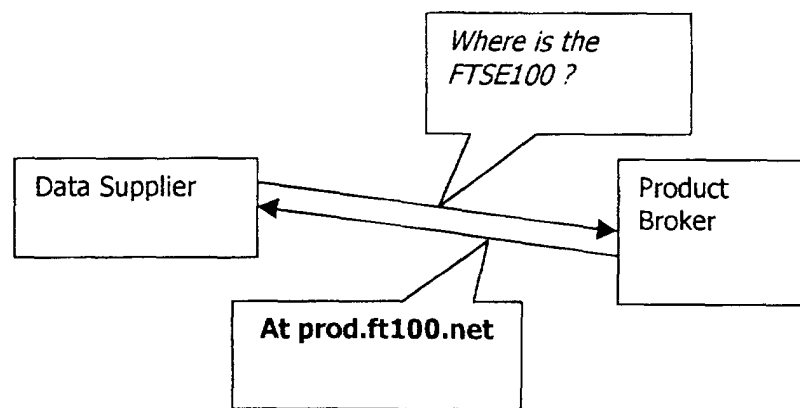 Where is the
FTSE100 ?
Data Supplier
Product
Broker
At prod.ft100.net